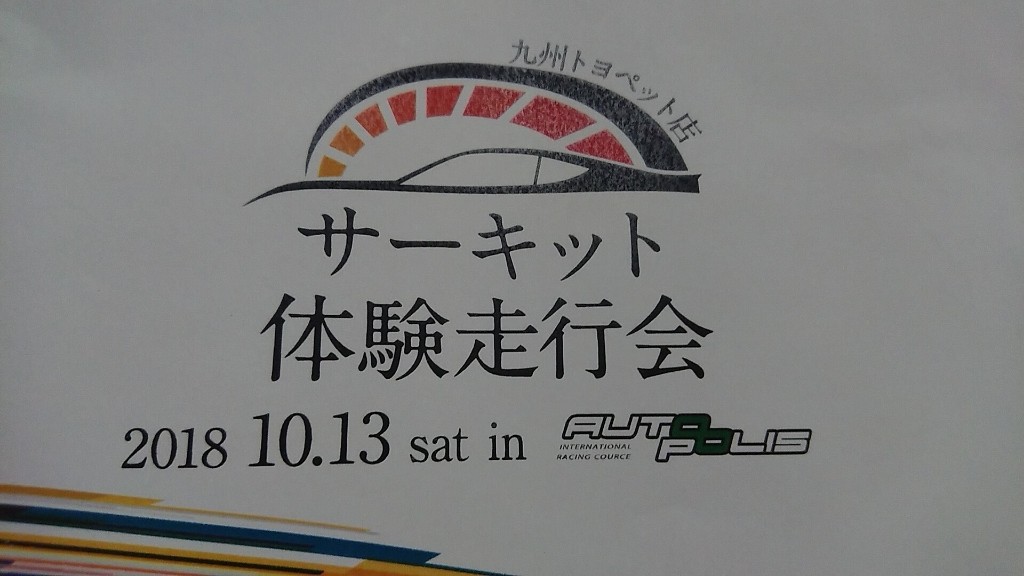 九州トヨペット店
サーキット
体験走行会
2018 10.13 sat in AUTOPOLIS
INTERNATIONAL
RACING COURCE